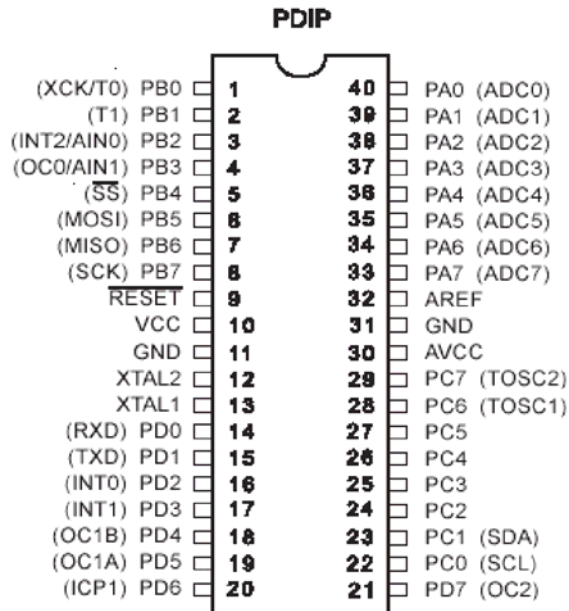 PDIP
(XCK/T0) PB0 1 40 PA0 (ADC0)
(T1) PB1 2 39 PA1 (ADC1)
(INT2/AIN0) PB2 3 38 PA2 (ADC2)
(OC0/AIN1) PB3 4 37 PA3 (ADC3)
(SS) PB4 5 36 PA4 (ADC4)
(MOSI) PB5 6 35 PA5 (ADC5)
(MISO) PB6 7 34 PA6 (ADC6)
(SCK) PB7 8 33 PA7 (ADC7)
RESET 9 32 AREF
VCC 10 31 GND
GND 11 30 AVCC
XTAL2 12 29 PC7 (TOSC2)
XTAL1 13 28 PC6 (TOSC1)
(RXD) PD0 14 27 PC5
(TXD) PD1 15 26 PC4
(INT0) PD2 16 25 PC3
(INT1) PD3 17 24 PC2
(OC1B) PD4 18 23 PC1 (SDA)
(OC1A) PD5 19 22 PC0 (SCL)
(ICP1) PD6 20 21 PD7 (OC2)